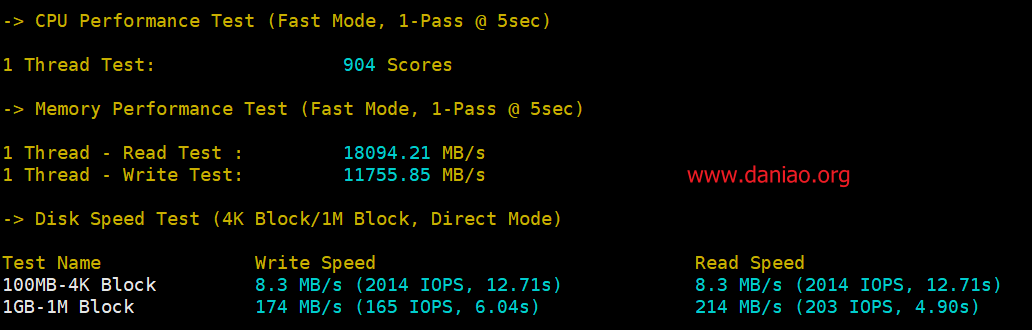 -> CPU Performance Test (Fast Mode, 1-Pass @ 5sec)
1 Thread Test: 904 Scores
-> Memory Performance Test (Fast Mode, 1-Pass @ 5sec)
1 Thread - Read Test : 18094.21 MB/s
1 Thread - Write Test: 11755.85 MB/s
www.daniao.org
-> Disk Speed Test (4K Block/1M Block, Direct Mode)
Test Name Write Speed Read Speed
100MB-4K Block 8.3 MB/s (2014 IOPS, 12.71s) 8.3 MB/s (2014 IOPS, 12.71s)
1GB-1M Block 174 MB/s (165 IOPS, 6.04s) 214 MB/s (203 IOPS, 4.90s)